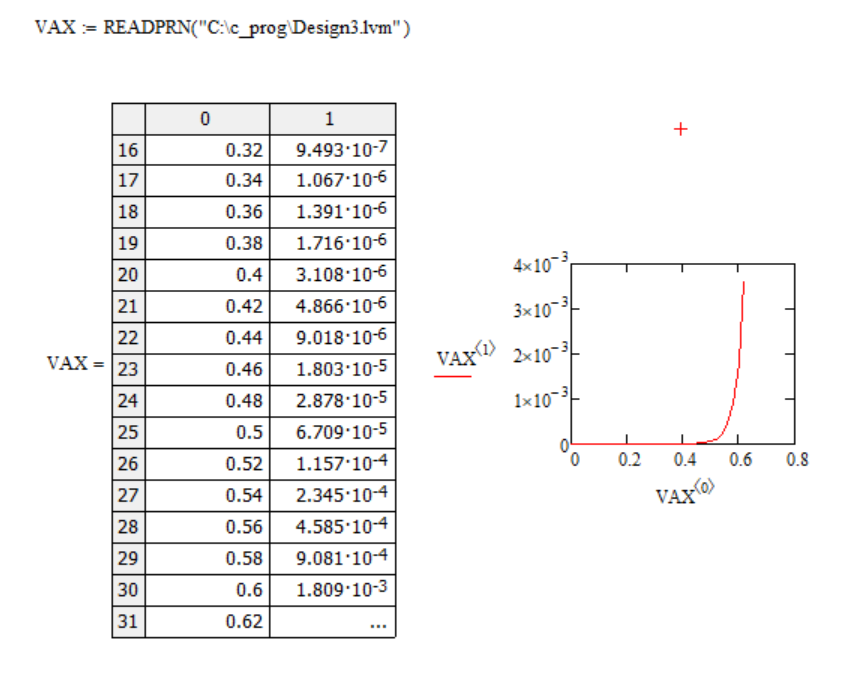 VAX := READPRN("C:\c_prog\Design3.lvm")
VAX =
0 1
16 0.32 9.493·10-7
17 0.34 1.067·10-6
18 0.36 1.391·10-6
19 0.38 1.716·10-6
20 0.4 3.108·10-6
21 0.42 4.866·10-6
22 0.44 9.018·10-6
23 0.46 1.803·10-5
24 0.48 2.878·10-5
25 0.5 6.709·10-5
26 0.52 1.157·10-4
27 0.54 2.345·10-4
28 0.56 4.585·10-4
29 0.58 9.081·10-4
30 0.6 1.809·10-3
31 0.62 ...
VAX⟨1⟩
4×10−3
3×10−3
2×10−3
1×10−3
0
0 0.2 0.4 0.6 0.8
VAX⟨0⟩